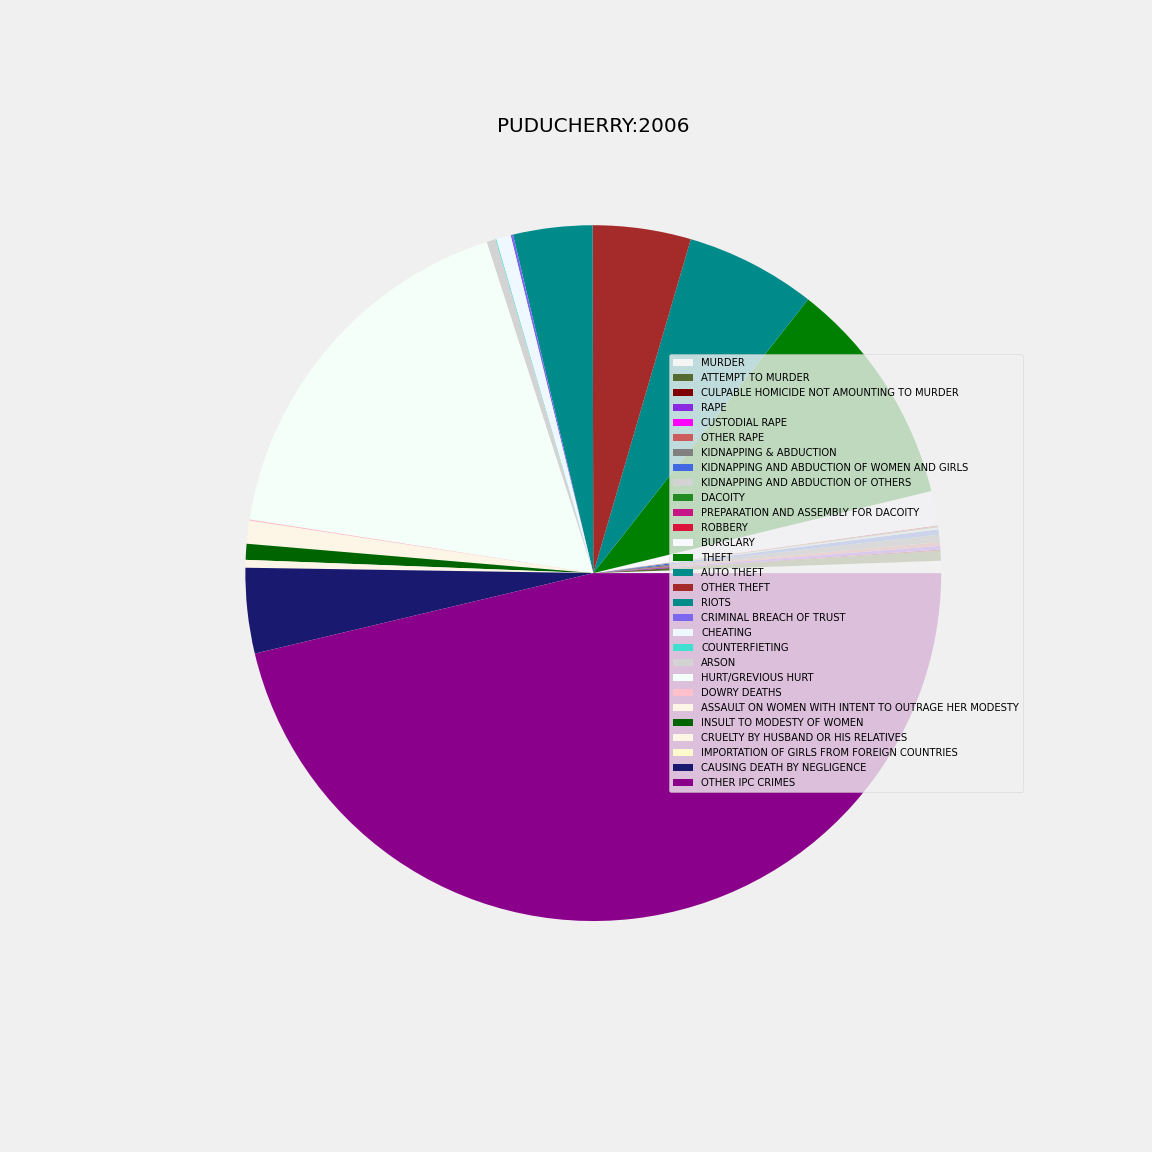 PUDUCHERRY:2006
MURDER
ATTEMPT TO MURDER
CULPABLE HOMICIDE NOT AMOUNTING TO MURDER
RAPE
CUSTODIAL RAPE
OTHER RAPE
KIDNAPPING & ABDUCTION
KIDNAPPING AND ABDUCTION OF WOMEN AND GIRLS
KIDNAPPING AND ABDUCTION OF OTHERS
DACOITY
PREPARATION AND ASSEMBLY FOR DACOITY
ROBBERY
BURGLARY
THEFT
AUTO THEFT
OTHER THEFT
RIOTS
CRIMINAL BREACH OF TRUST
CHEATING
COUNTERFIETING
ARSON
HURT/GREVIOUS HURT
DOWRY DEATHS
ASSAULT ON WOMEN WITH INTENT TO OUTRAGE HER MODESTY
INSULT TO MODESTY OF WOMEN
CRUELTY BY HUSBAND OR HIS RELATIVES
IMPORTATION OF GIRLS FROM FOREIGN COUNTRIES
CAUSING DEATH BY NEGLIGENCE
OTHER IPC CRIMES